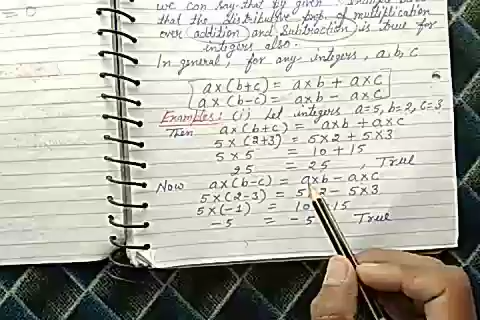 = 0
we can say that by given
that the distributive prop. of multiplication
over addition and subtraction is true for
integers also.
In general, for any integers, a, b, c
a×(b+c) = a×b + a×c
a×(b-c) = a×b - a×c
Examples: (i) Let integers a=5, b=2, c=3
Then a×(b+c) = a×b + a×c
5×(2+3) = 5×2 + 5×3
5×5 = 10+15
25 = 25, True
Now a×(b-c) = a×b - a×c
5×(2-3) = 5×2 - 5×3
5×(-1) = 10-15
-5 = -5 True